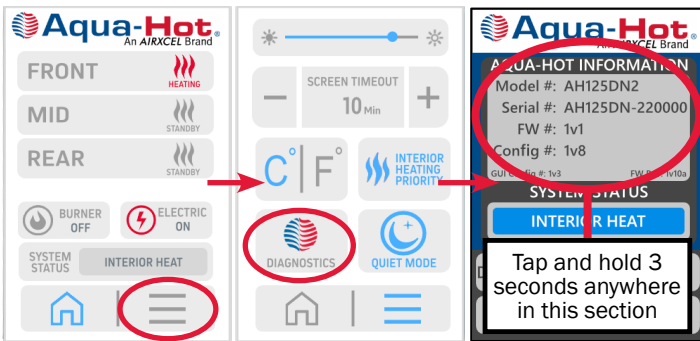 Aqua-Hot®
An AIRXCEL Brand
FRONT
HEATING
MID
STANDBY
REAR
STANDBY
BURNER
OFF
ELECTRIC
ON
SYSTEM
STATUS
INTERIOR HEAT
SCREEN TIMEOUT
10 Min
C° F°
INTERIOR
HEATING
PRIORITY
DIAGNOSTICS
QUIET MODE
Aqua-Hot®
An AIRXCEL Brand
AQUA-HOT INFORMATION
Model #: AH125DN2
Serial #: AH125DN-220000
FW #: 1v1
Config #: 1v8
GUI Config #: 1v3
FW 1v10a
SYSTEM STATUS
INTERIOR HEAT
Tap and hold 3
seconds anywhere
in this section